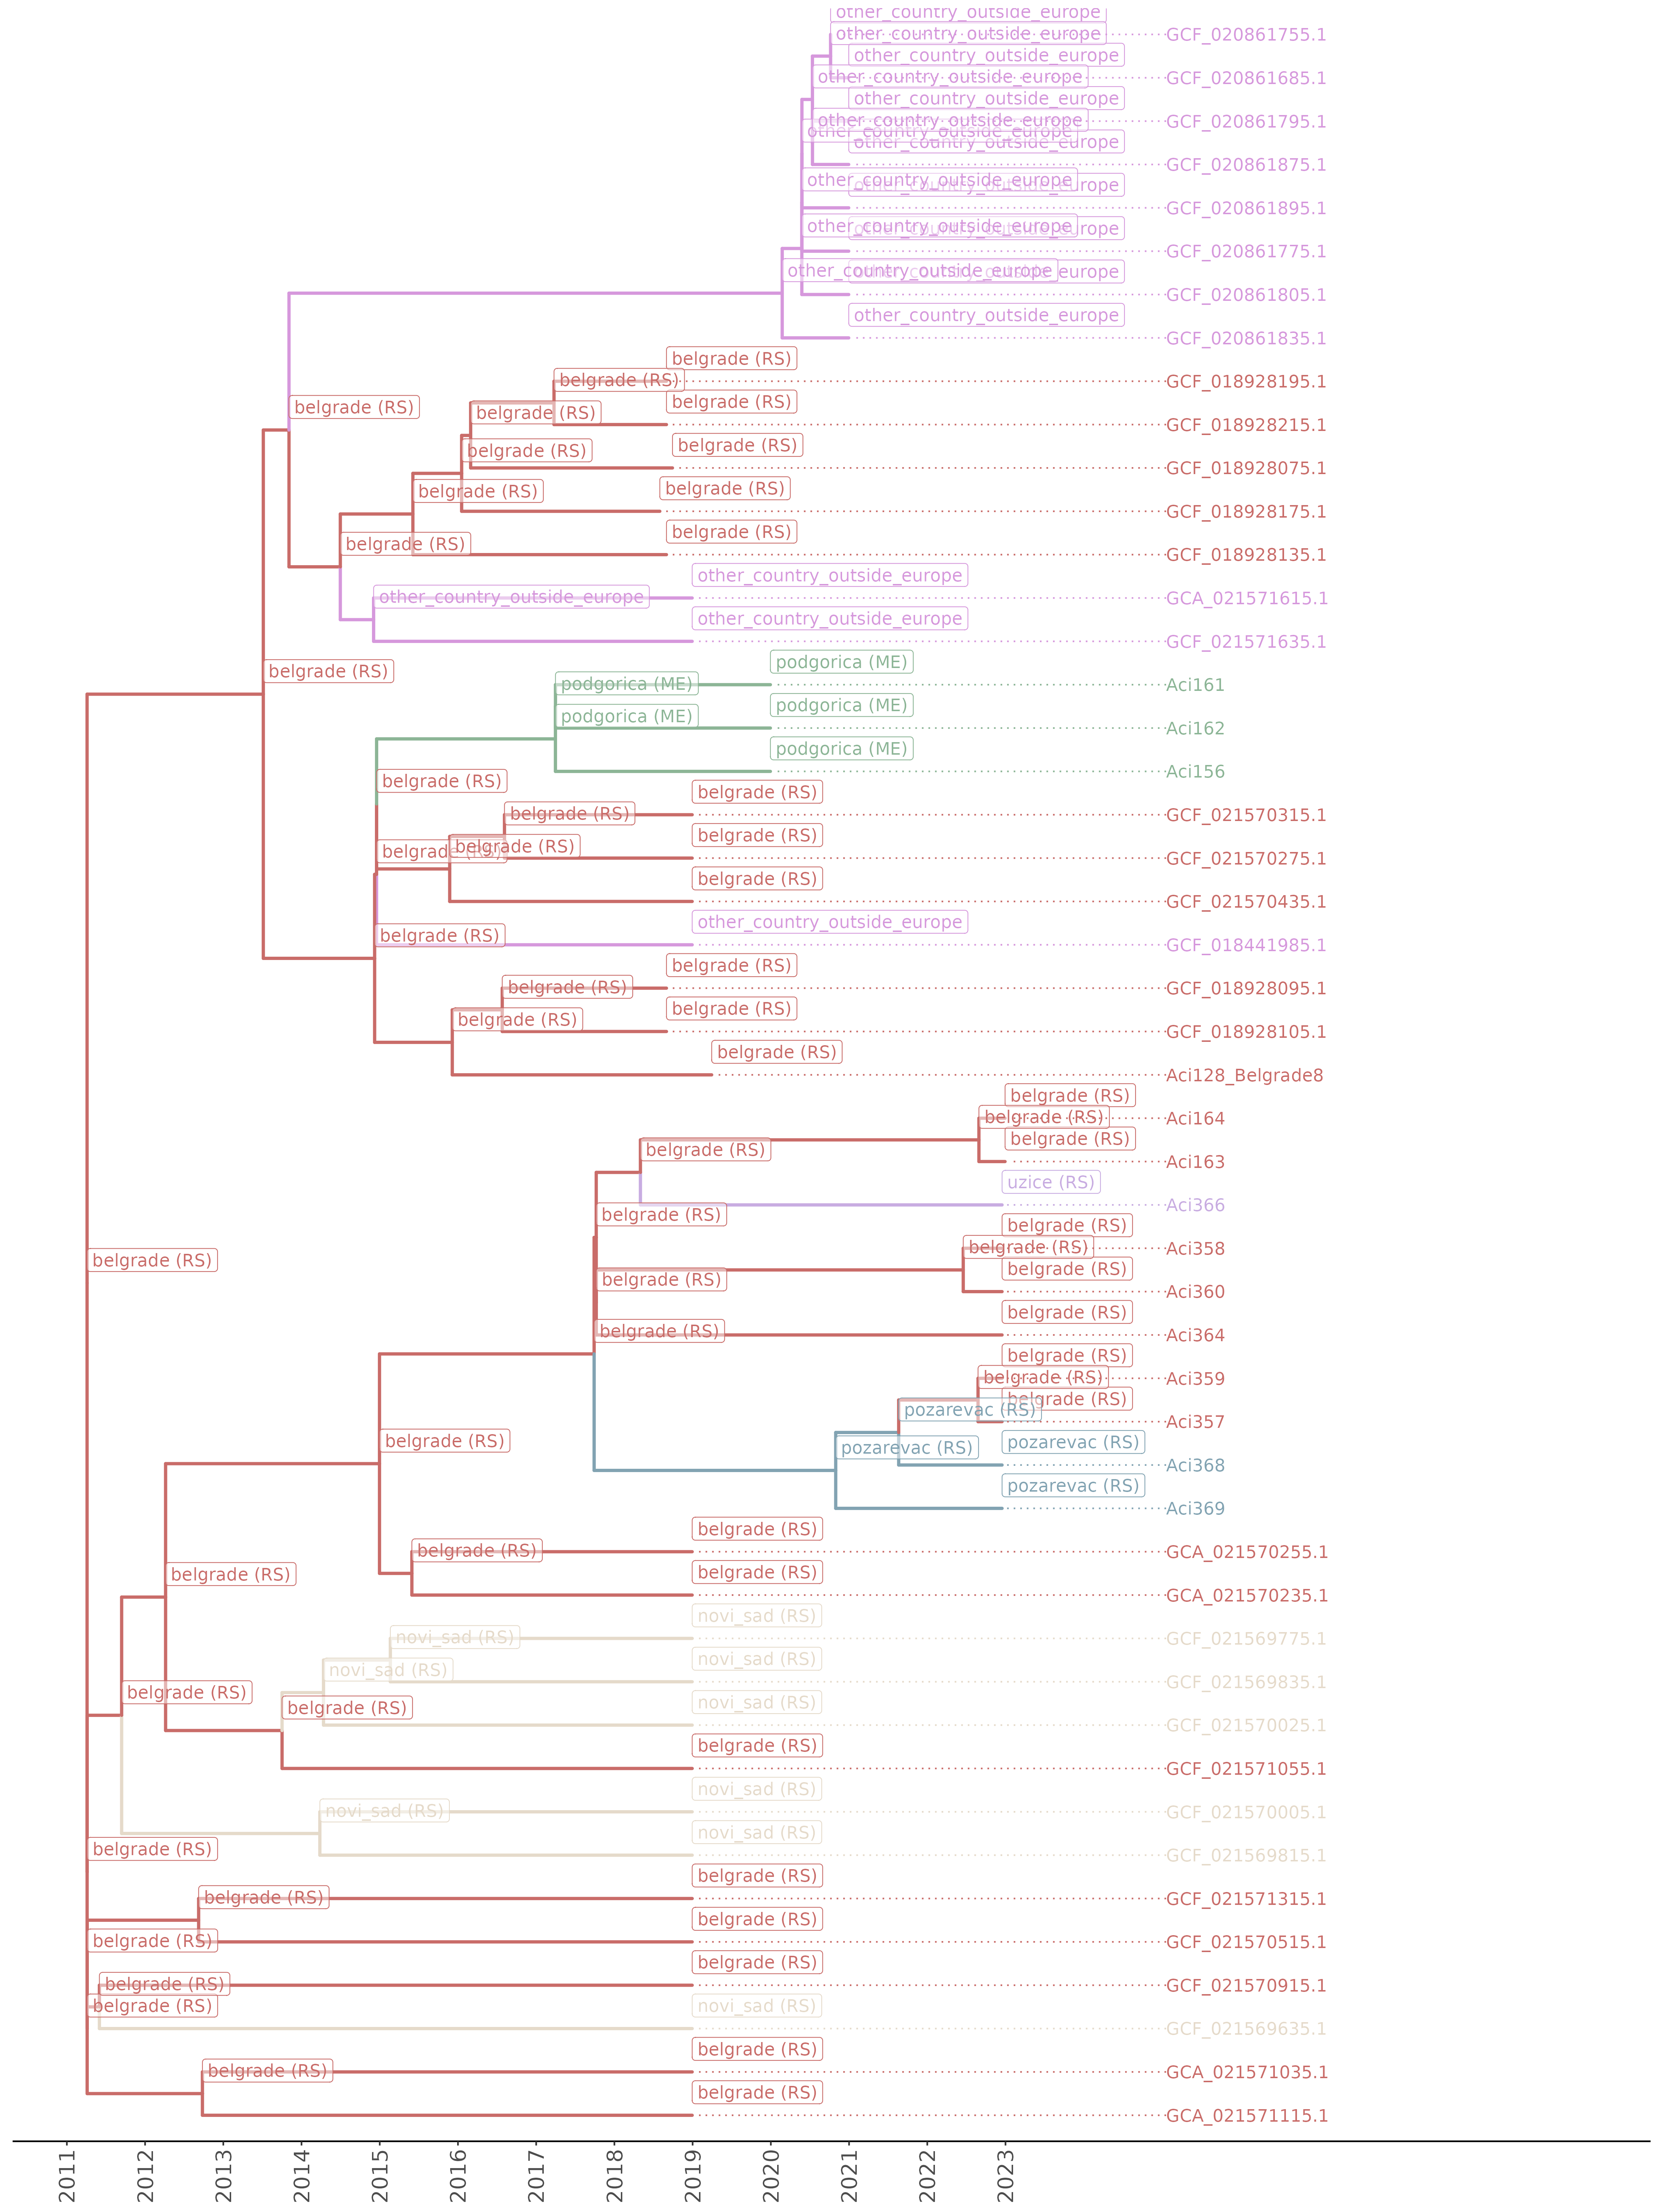 other_country_outside_europe
other_country_outside_europe GCF_020861755.1
other_country_outside_europe
other_country_outside_europe GCF_020861685.1
other_country_outside_europe
other_country_outside_europe GCF_020861795.1
other_country_outside_europe
other_country_outside_europe
GCF_020861875.1
other_country_outside_europe other_country_outside_europe
GCF_020861895.1
other_country_outside_europe other_country_outside_europe
GCF_020861775.1
other_country_outside_europe other_country_outside_europe
GCF_020861805.1
other_country_outside_europe
GCF_020861835.1
belgrade (RS)
belgrade (RS) GCF_018928195.1
belgrade (RS) belgrade (RS)
belgrade (RS) GCF_018928215.1
belgrade (RS) belgrade (RS)
GCF_018928075.1
belgrade (RS) belgrade (RS)
GCF_018928175.1
belgrade (RS) belgrade (RS)
GCF_018928135.1
other_country_outside_europe
other_country_outside_europe GCA_021571615.1
other_country_outside_europe
GCF_021571635.1
belgrade (RS) podgorica (ME)
podgorica (ME) Aci161
podgorica (ME)
podgorica (ME) Aci162
podgorica (ME)
Aci156
belgrade (RS) belgrade (RS)
belgrade (RS) GCF_021570315.1
belgrade (RS)
belgrade (RS) belgrade (RS) GCF_021570275.1
belgrade (RS)
GCF_021570435.1
other_country_outside_europe
belgrade (RS) GCF_018441985.1
belgrade (RS)
belgrade (RS) GCF_018928095.1
belgrade (RS)
belgrade (RS) GCF_018928105.1
belgrade (RS)
Aci128_Belgrade8
belgrade (RS)
belgrade (RS) Aci164
belgrade (RS)
belgrade (RS) Aci163
uzice (RS)
Aci366
belgrade (RS) belgrade (RS)
belgrade (RS) belgrade (RS) Aci358
belgrade (RS)
belgrade (RS) Aci360
belgrade (RS)
belgrade (RS) Aci364
belgrade (RS)
belgrade (RS) Aci359
belgrade (RS)
pozarevac (RS) Aci357
belgrade (RS) pozarevac (RS) pozarevac (RS)
Aci368
pozarevac (RS)
Aci369
belgrade (RS)
belgrade (RS) GCA_021570255.1
belgrade (RS) belgrade (RS)
GCA_021570235.1
novi_sad (RS)
novi_sad (RS) GCF_021569775.1
novi_sad (RS)
novi_sad (RS) GCF_021569835.1
belgrade (RS) belgrade (RS) novi_sad (RS)
GCF_021570025.1
belgrade (RS)
GCF_021571055.1
novi_sad (RS)
novi_sad (RS) GCF_021570005.1
novi_sad (RS)
belgrade (RS) GCF_021569815.1
belgrade (RS)
belgrade (RS) GCF_021571315.1
belgrade (RS)
belgrade (RS) GCF_021570515.1
belgrade (RS)
belgrade (RS) GCF_021570915.1
belgrade (RS) novi_sad (RS)
GCF_021569635.1
belgrade (RS)
belgrade (RS) GCA_021571035.1
belgrade (RS)
GCA_021571115.1
2011 2012 2013 2014 2015 2016 2017 2018 2019 2020 2021 2022 2023